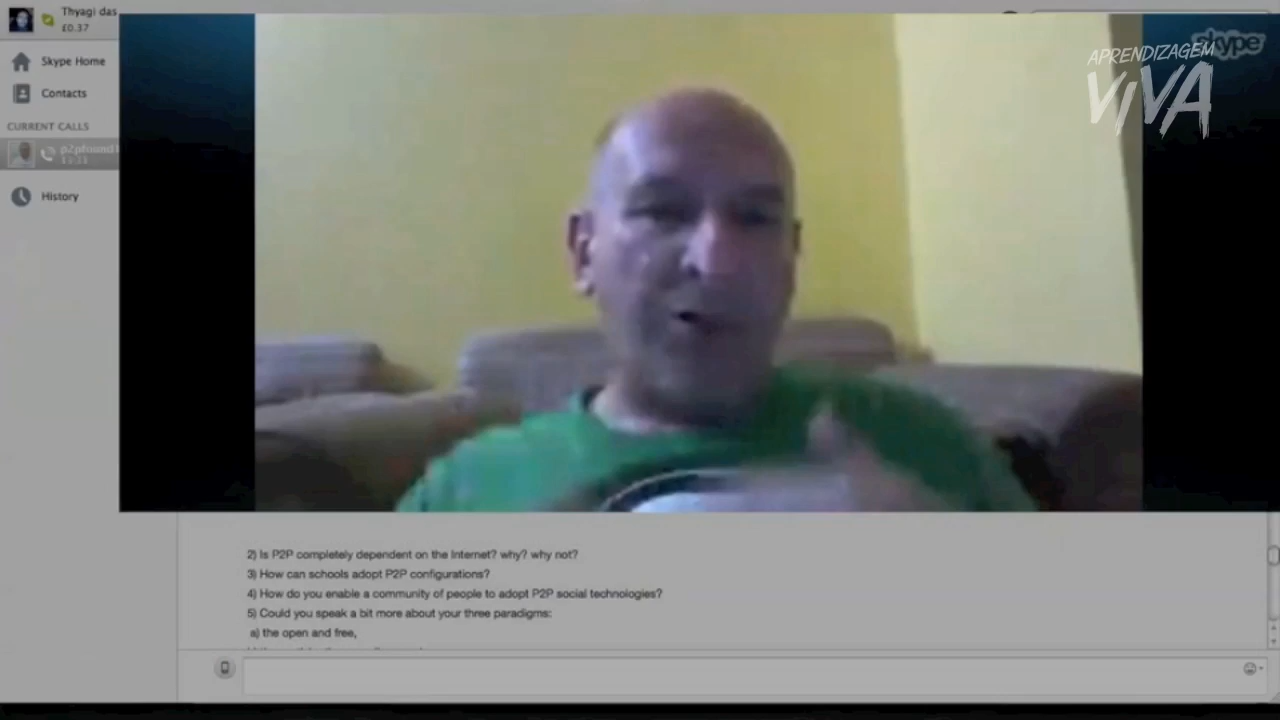 Thyagi das
£0.37
Skype Home
Contacts
CURRENT CALLS
History
skype
APRENDIZAGEM
ViVA
2) Is P2P completely dependent on the Internet? why? why not?
3) How can schools adopt P2P configurations?
4) How do you enable a community of people to adopt P2P social technologies?
5) Could you speak a bit more about your three paradigms:
a) the open and free,